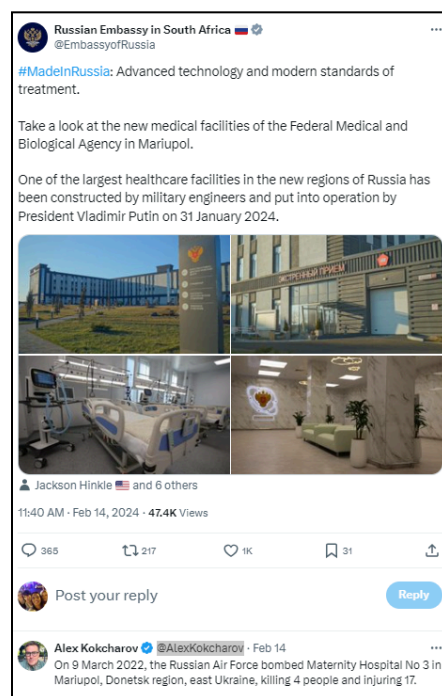 Russian Embassy in South Africa
@EmbassyofRussia
#MadeInRussia: Advanced technology and modern standards of
treatment.
Take a look at the new medical facilities of the Federal Medical and
Biological Agency in Mariupol.
One of the largest healthcare facilities in the new regions of Russia has
been constructed by military engineers and put into operation by
President Vladimir Putin on 31 January 2024.
ЭКСТРЕННЫЙ ПРИЕМ
Jackson Hinkle and 6 others
11:40 AM · Feb 14, 2024 · 47.4K Views
365 217 1K 31
Post your reply
Reply
Alex Kokcharov @AlexKokcharov · Feb 14
On 9 March 2022, the Russian Air Force bombed Maternity Hospital No 3 in
Mariupol, Donetsk region, east Ukraine, killing 4 people and injuring 17.